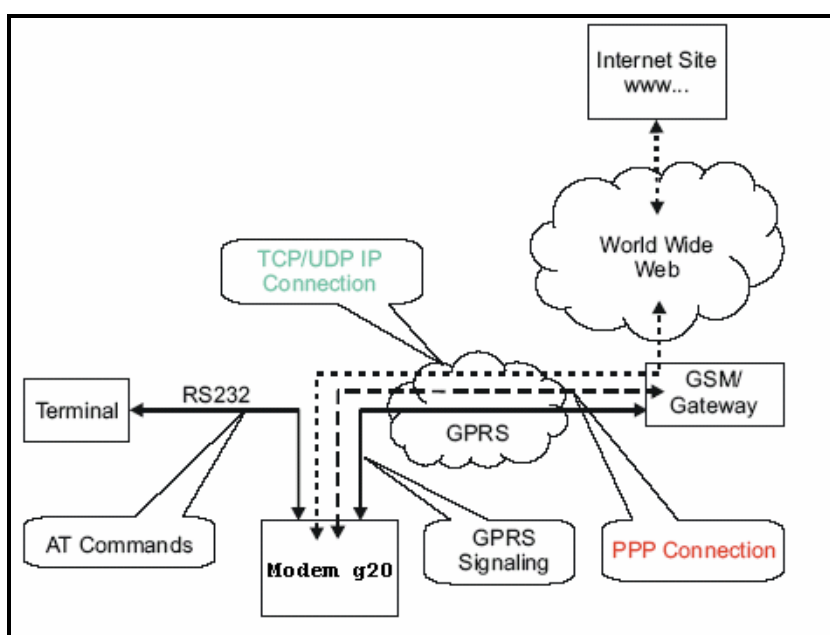 Internet Site
www...
World Wide
Web
TCP/UDP IP
Connection
RS232
Terminal
GSM/
Gateway
GPRS
AT Commands
Modem g20
GPRS
Signaling
PPP Connection